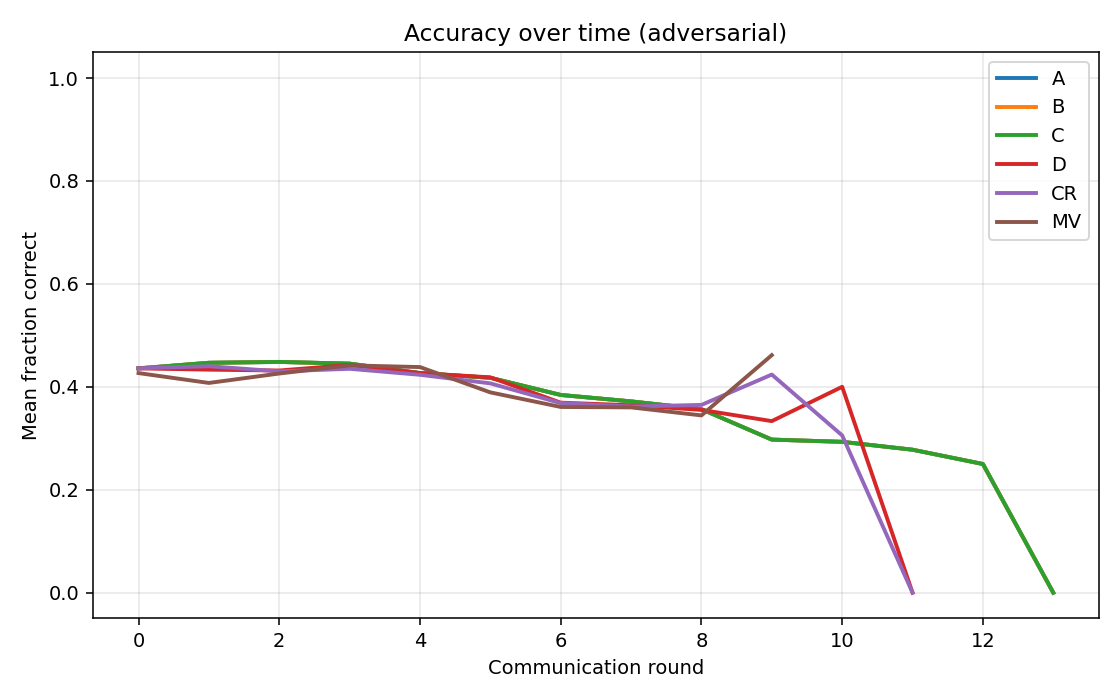 Accuracy over time (adversarial)
Mean fraction correct
1.0
0.8
0.6
0.4
0.2
0.0
A
B
C
D
CR
MV
0 2 4 6 8 10 12
Communication round